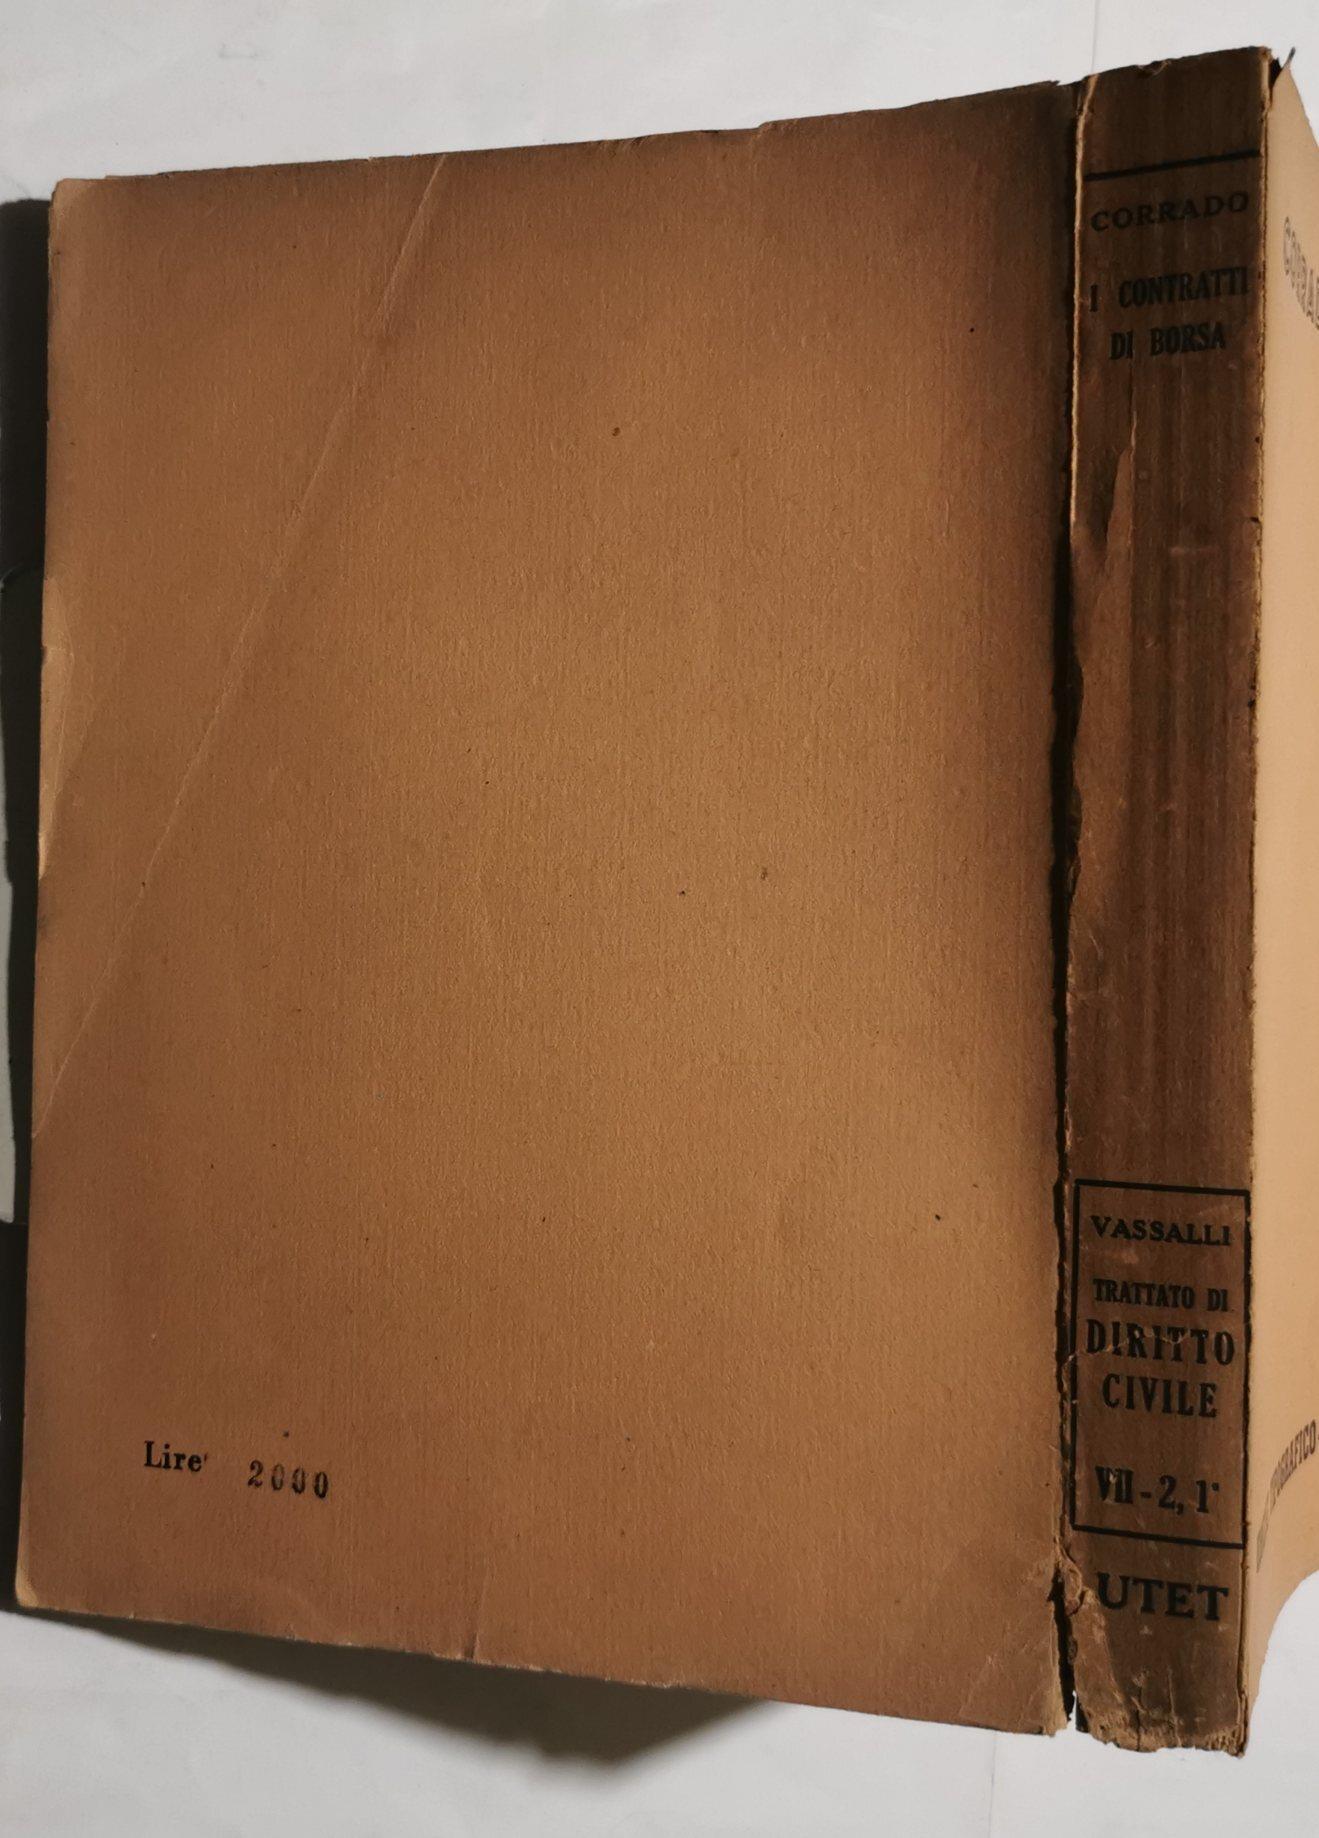 CORRADO
I CONTRATTI
DI BORSA
VASSALLI
TRATTATO DI
DIRITTO
CIVILE
VII - 2, 1°
UTET
Lire 2000